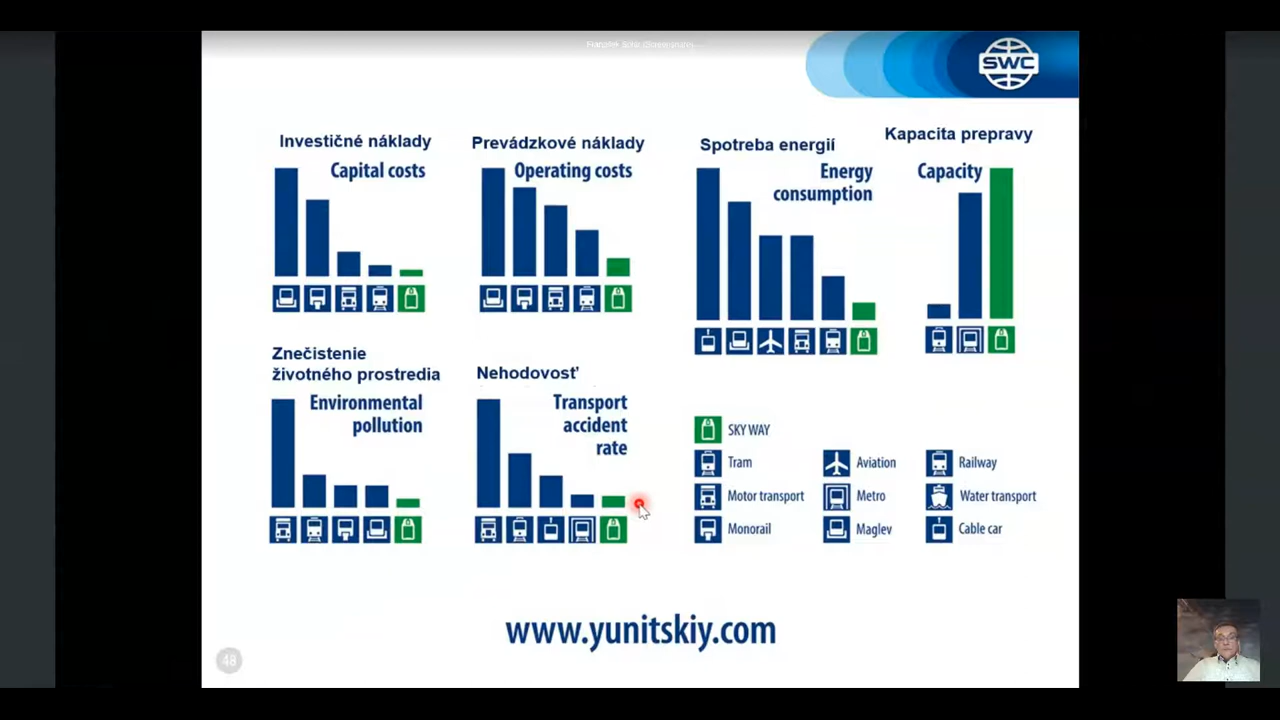 SWC
Investičné náklady
Capital costs
Prevádzkové náklady
Operating costs
Spotreba energií
Energy
consumption
Kapacita prepravy
Capacity
Znečistenie
životného prostredia
Environmental
pollution
Nehodovosť
Transport
accident
rate
SKY WAY
Tram
Aviation
Railway
Motor transport
Metro
Water transport
Monorail
Maglev
Cable car
www.yunitskiy.com
48